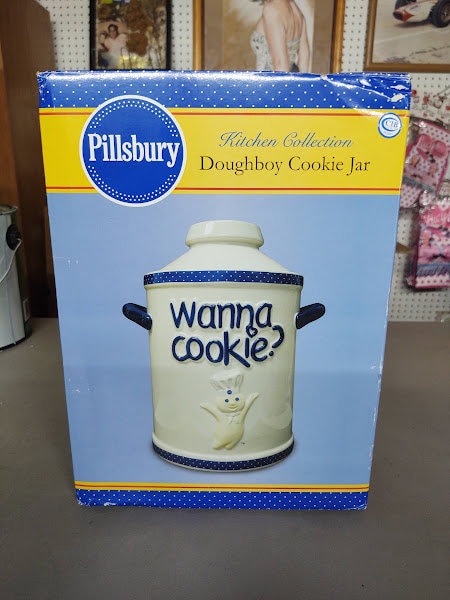 Pillsbury
Kitchen Collection
Doughboy Cookie Jar
wanna
cookie?